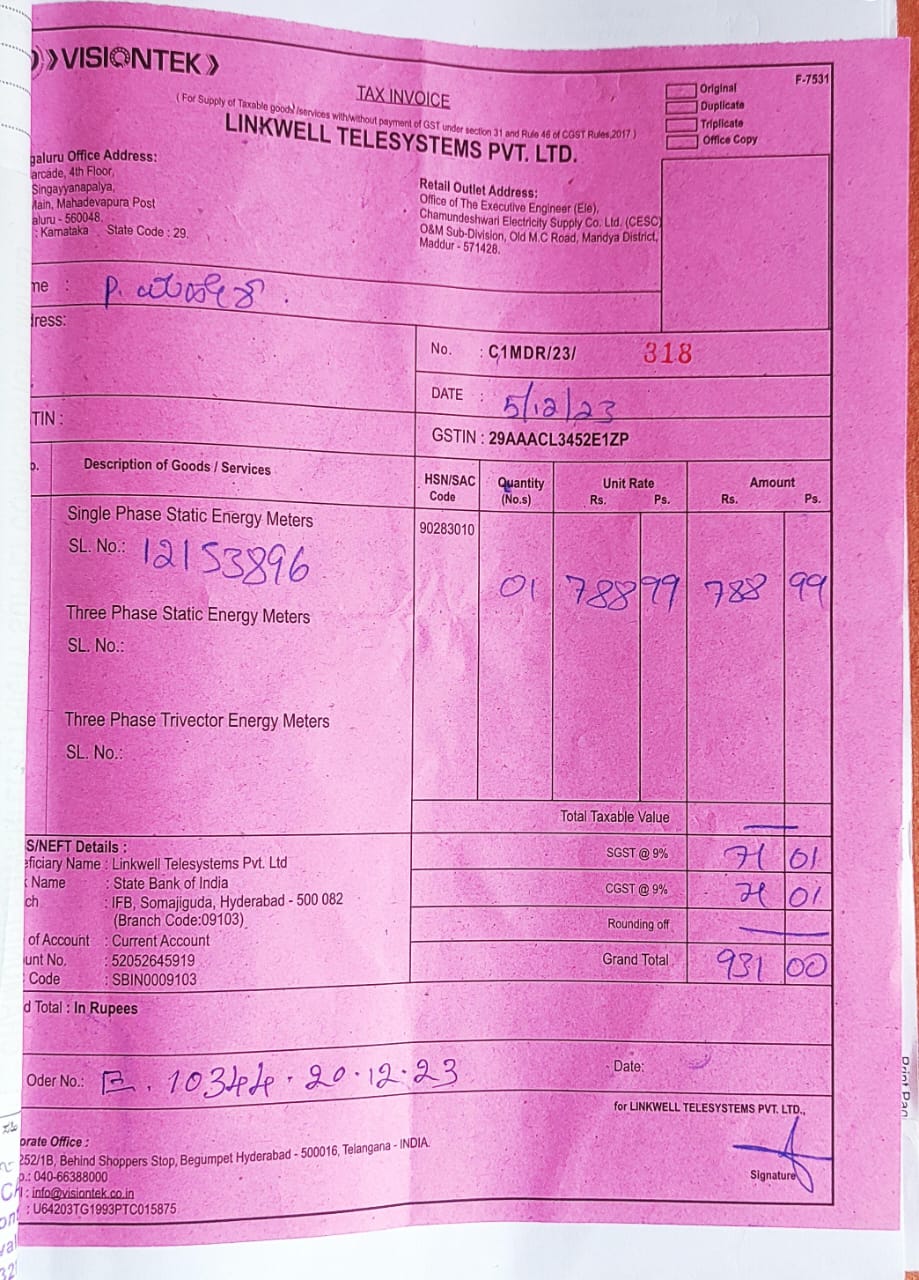 VISIONTEK
F-7531
TAX INVOICE
( For Supply of Taxable goods /services with/without payment of GST under section 31 and Rule 46 of CGST Rules,2017 )
LINKWELL TELESYSTEMS PVT. LTD.
Original
Duplicate
Triplicate
Office Copy
galuru Office Address:
arcade, 4th Floor,
Singayyanapalya,
Main, Mahadevapura Post
aluru - 560048.
: Karnataka State Code : 29.
Retail Outlet Address:
Office of The Executive Engineer (Ele),
Chamundeshwari Electricity Supply Co. Ltd. (CESC)
O&M Sub-Division, Old M.C Road, Mandya District,
Maddur - 571428.
me : P.
dress:
No. : C1MDR/23/ 318
DATE : 5/12/23
TIN :
GSTIN : 29AAACL3452E1ZP
o. Description of Goods / Services HSN/SAC Code Quantity (No.s) Unit Rate Rs. Ps. Amount Rs. Ps.
Single Phase Static Energy Meters 90283010
SL. No.: 12153896
01 788 99 788 99
Three Phase Static Energy Meters
SL. No.:
Three Phase Trivector Energy Meters
SL. No.:
Total Taxable Value
SGST @ 9% 71 01
CGST @ 9% 71 01
Rounding off
Grand Total 931 00
S/NEFT Details :
eficiary Name : Linkwell Telesystems Pvt. Ltd
k Name : State Bank of India
ch : IFB, Somajiguda, Hyderabad - 500 082
(Branch Code:09103)
of Account : Current Account
unt No. : 52052645919
Code : SBIN0009103
d Total : In Rupees
Oder No.: 10344 . 20.12.23
Date:
for LINKWELL TELESYSTEMS PVT. LTD.,
Signature
orate Office :
252/1B, Behind Shoppers Stop, Begumpet Hyderabad - 500016, Telangana - INDIA.
o.: 040-66388000
l : info@visiontek.co.in
: U64203TG1993PTC015875